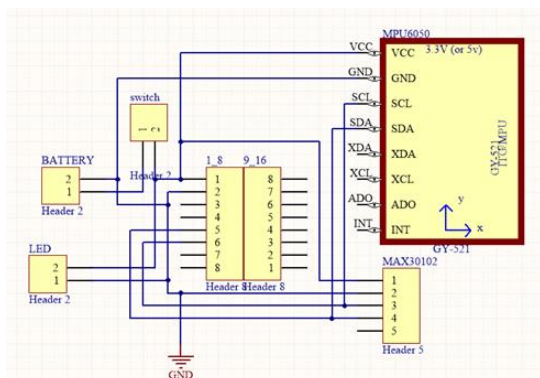 MPU6050
VCC VCC 3.3V (or 5v)
GND GND
SCL SCL
SDA SDA
XDA XDA
XCL XCL
ADO ADO
INT INT
GY-521
y
x
GY-521
switch
1 2
Header 2
BATTERY
2
1
Header 2
LED
2
1
Header 2
1_8 9_16
1 8
2 7
3 6
4 5
5 4
6 3
7 2
8 1
Header 8 Header 8
MAX30102
1
2
3
4
5
Header 5
GND